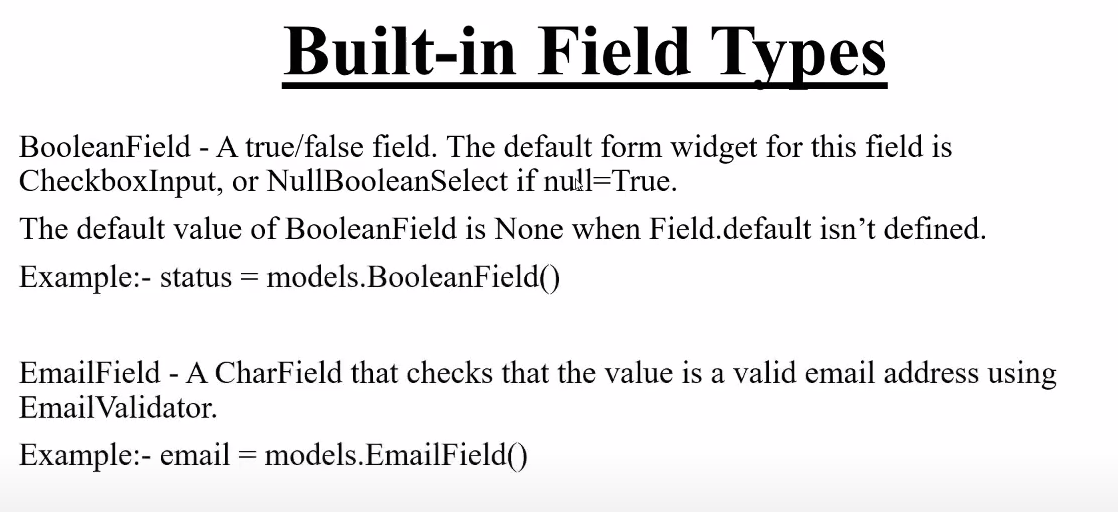 Built-in Field Types
BooleanField - A true/false field. The default form widget for this field is
CheckboxInput, or NullBooleanSelect if null=True.
The default value of BooleanField is None when Field.default isn’t defined.
Example:- status = models.BooleanField()
EmailField - A CharField that checks that the value is a valid email address using
EmailValidator.
Example:- email = models.EmailField()